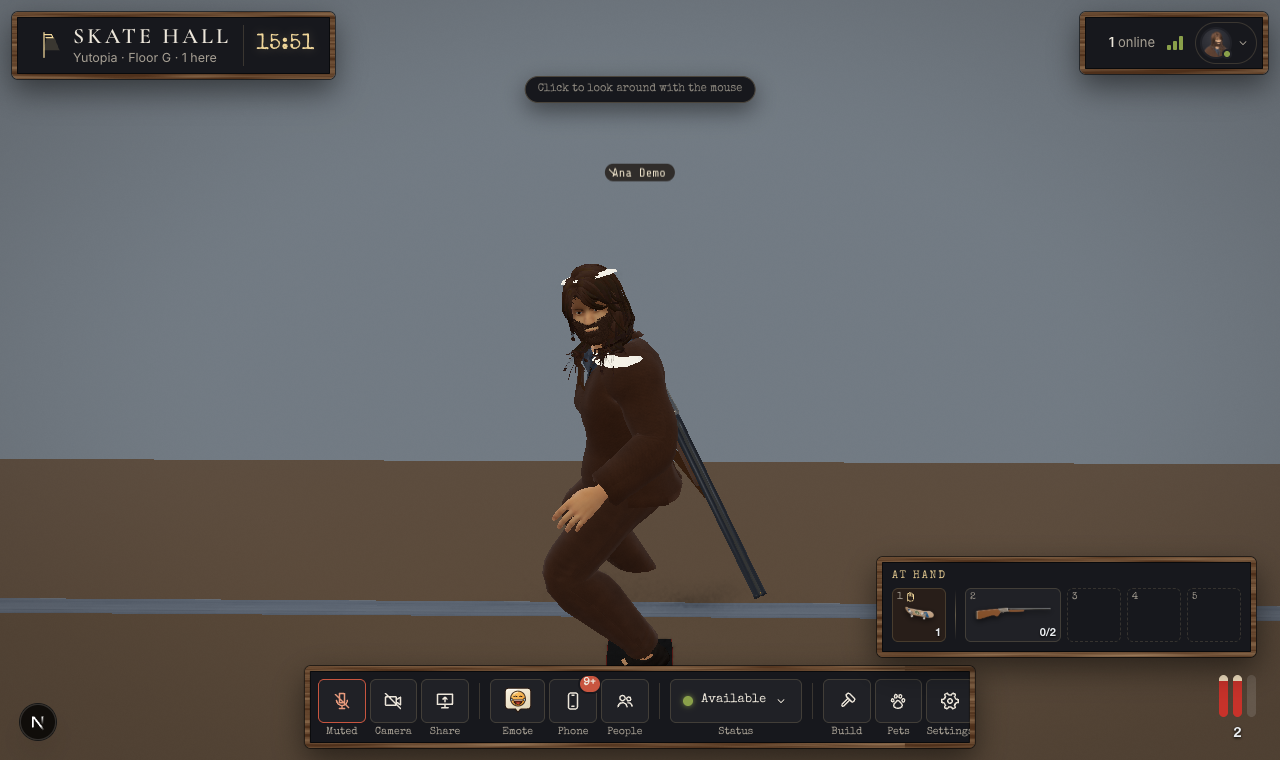 SKATE HALL
Yutopia · Floor G · 1 here
15:51
1 online
Click to look around with the mouse
Ana Demo
AT HAND
1
1
2
0/2
3
4
5
9+
Available
Muted
Camera
Share
Emote
Phone
People
Status
Build
Pets
Settings
N
2